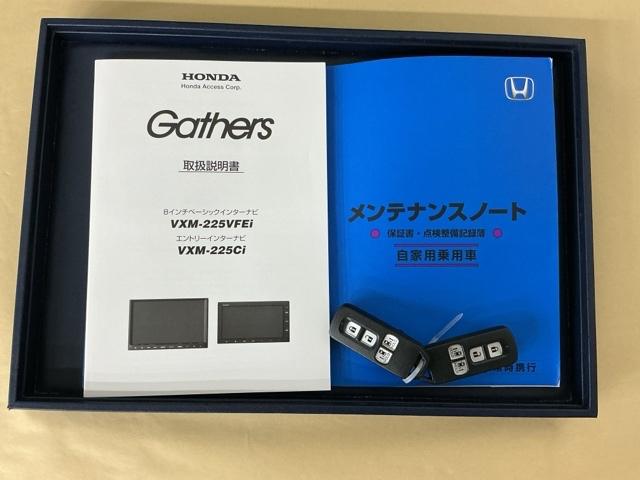 HONDA
Honda Access Corp.
Gathers
取扱説明書
8インチベーシックインターナビ
VXM-225VFEi
エントリーインターナビ
VXM-225Ci
メンテナンスノート
保証書・点検整備記録簿
自家用乗用車
時携行